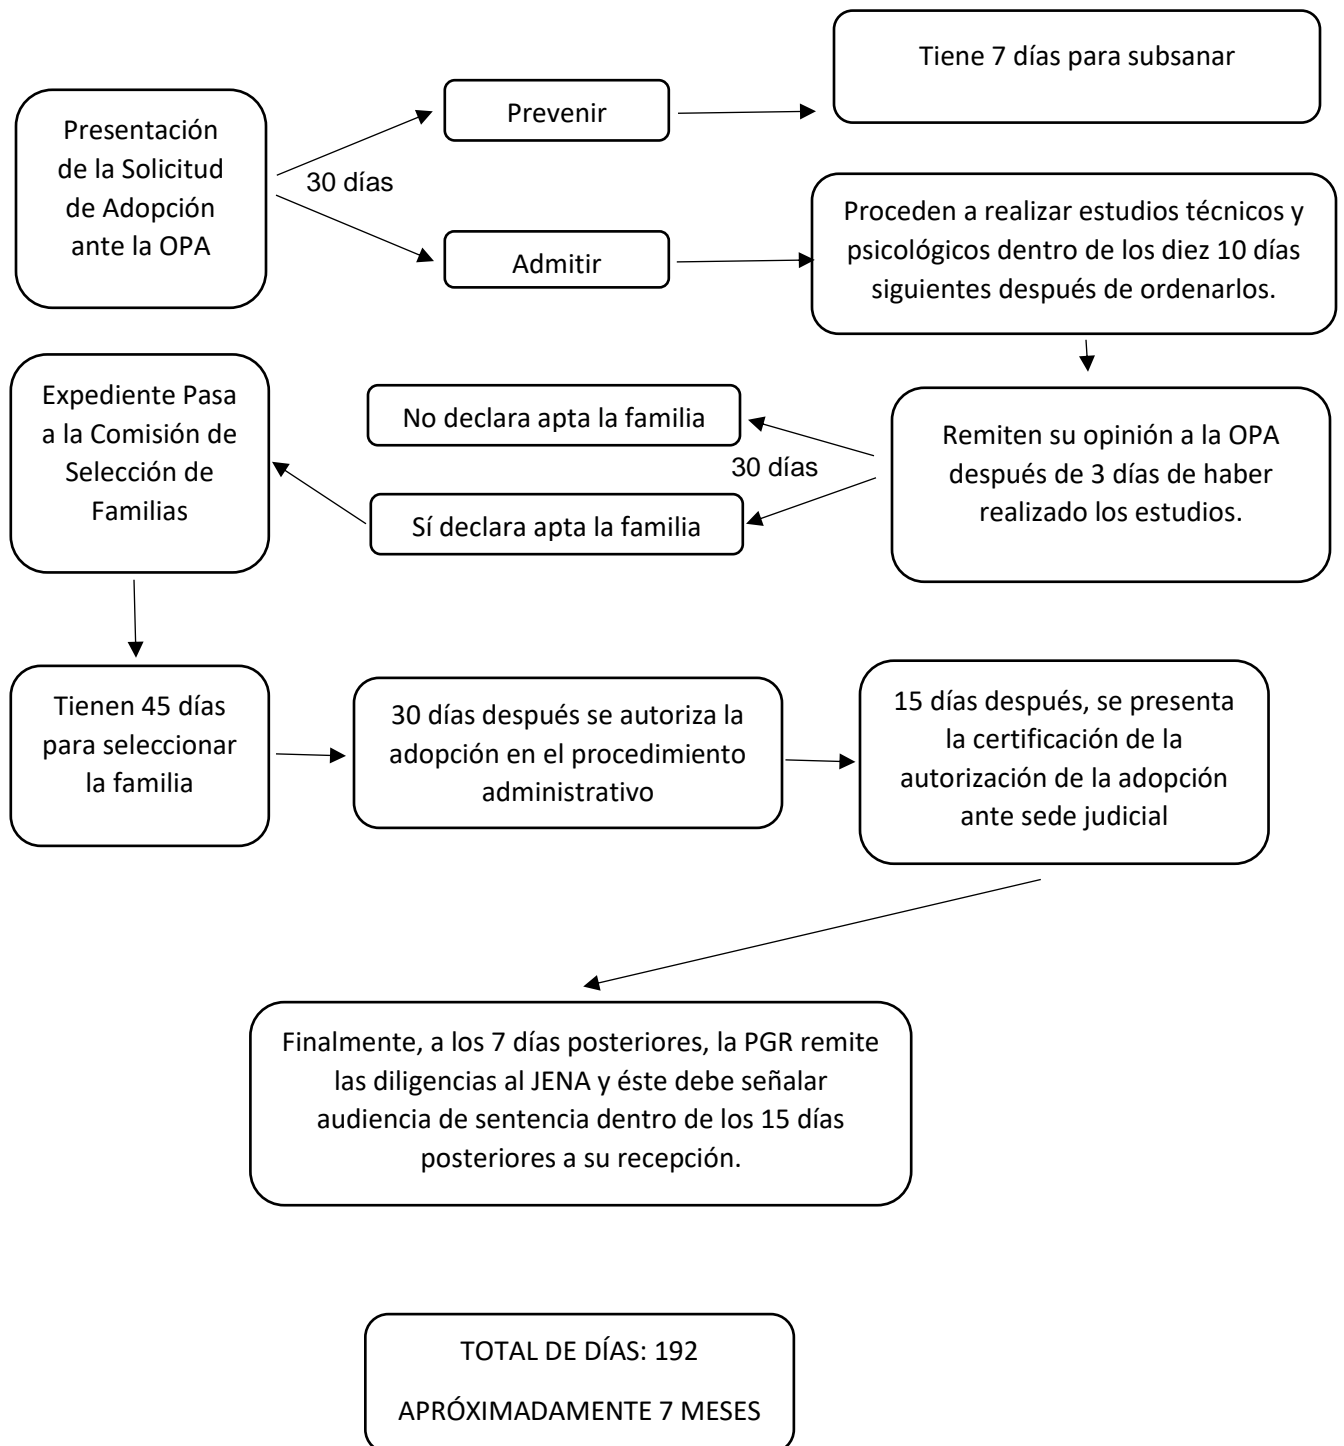 Presentación
de la Solicitud
de Adopción
ante la OPA
30 días
Prevenir
Tiene 7 días para subsanar
Admitir
Proceden a realizar estudios técnicos y
psicológicos dentro de los diez 10 días
siguientes después de ordenarlos.
Remiten su opinión a la OPA
después de 3 días de haber
realizado los estudios.
30 días
No declara apta la familia
Sí declara apta la familia
Expediente Pasa
a la Comisión de
Selección de
Familias
Tienen 45 días
para seleccionar
la familia
30 días después se autoriza la
adopción en el procedimiento
administrativo
15 días después, se presenta
la certificación de la
autorización de la adopción
ante sede judicial
Finalmente, a los 7 días posteriores, la PGR remite
las diligencias al JENA y éste debe señalar
audiencia de sentencia dentro de los 15 días
posteriores a su recepción.
TOTAL DE DÍAS: 192
APRÓXIMADAMENTE 7 MESES